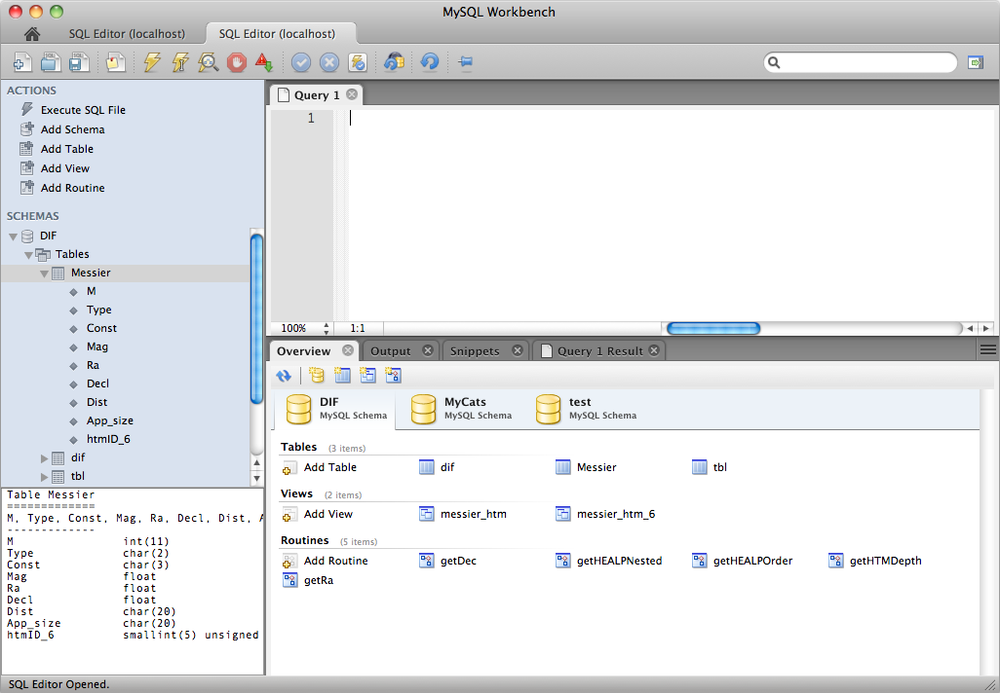 MySQL Workbench
SQL Editor (localhost) SQL Editor (localhost)
ACTIONS
Execute SQL File
Add Schema
Add Table
Add View
Add Routine
SCHEMAS
DIF
Tables
Messier
M
Type
Const
Mag
Ra
Decl
Dist
App_size
htmID_6
dif
tbl
Table Messier
=============
M, Type, Const, Mag, Ra, Decl, Dist, A
-------------
M int(11)
Type char(2)
Const char(3)
Mag float
Ra float
Decl float
Dist char(20)
App_size char(20)
htmID_6 smallint(5) unsigned
Query 1
1
100% 1:1
Overview Output Snippets Query 1 Result
DIF MyCats test
MySQL Schema MySQL Schema MySQL Schema
Tables (3 items)
Add Table dif Messier tbl
Views (2 items)
Add View messier_htm messier_htm_6
Routines (5 items)
Add Routine getDec getHEALPNested getHEALPOrder getHTMDepth
getRa
SQL Editor Opened.